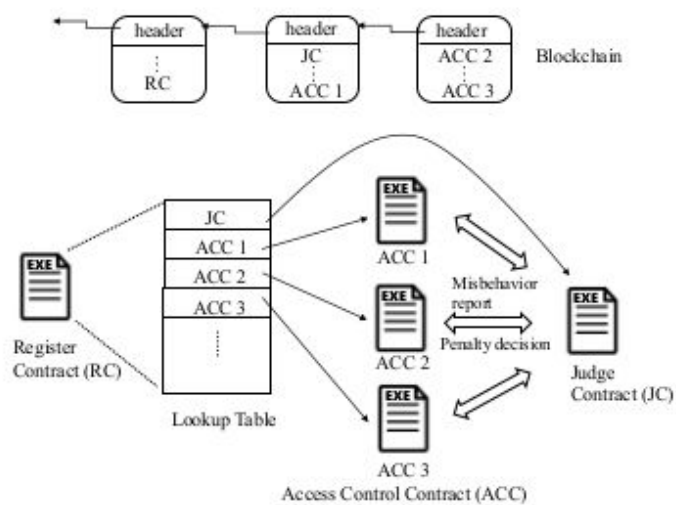 header
header
header
RC
JC
ACC 1
ACC 2
ACC 3
Blockchain
EXE
Register
Contract (RC)
JC
ACC 1
ACC 2
ACC 3
Lookup Table
EXE
ACC 1
EXE
ACC 2
EXE
ACC 3
Access Control Contract (ACC)
Misbehavior
report
Penalty decision
EXE
Judge
Contract (JC)